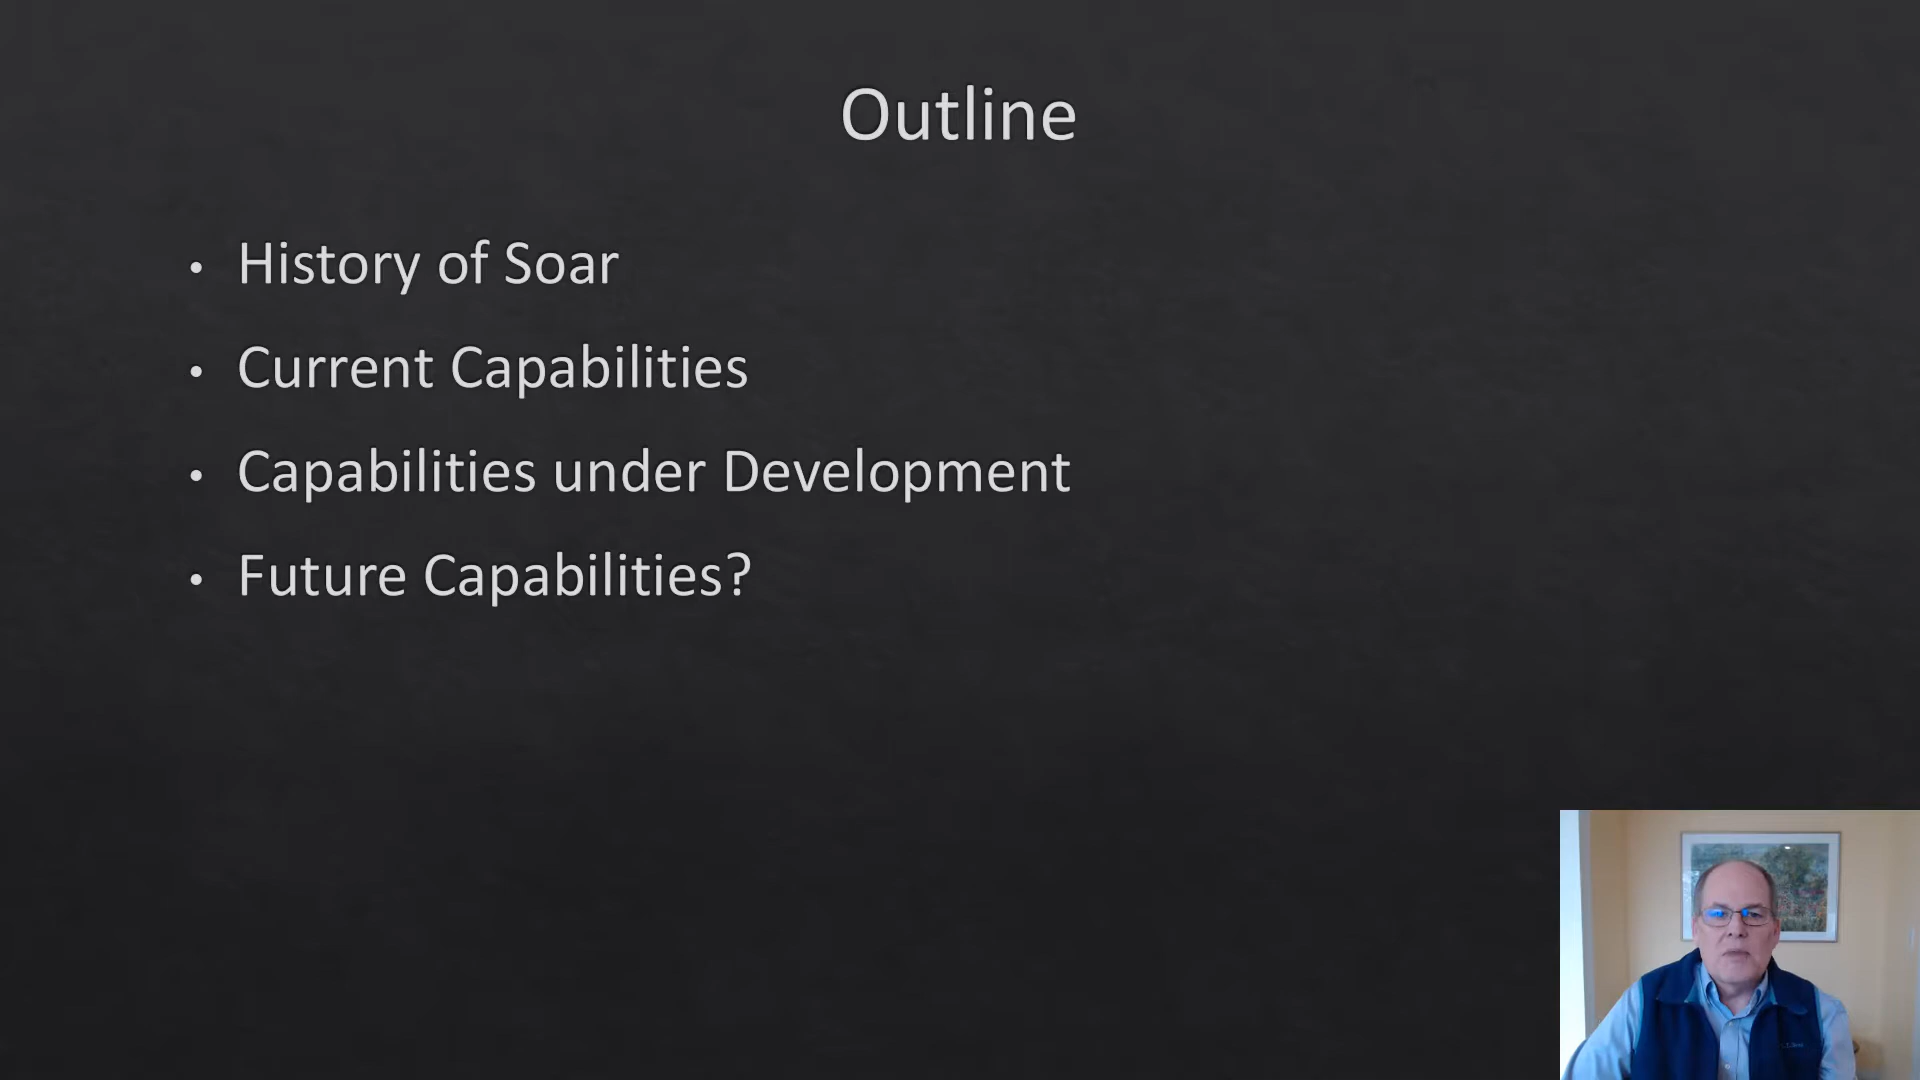 Outline
• History of Soar
• Current Capabilities
• Capabilities under Development
• Future Capabilities?